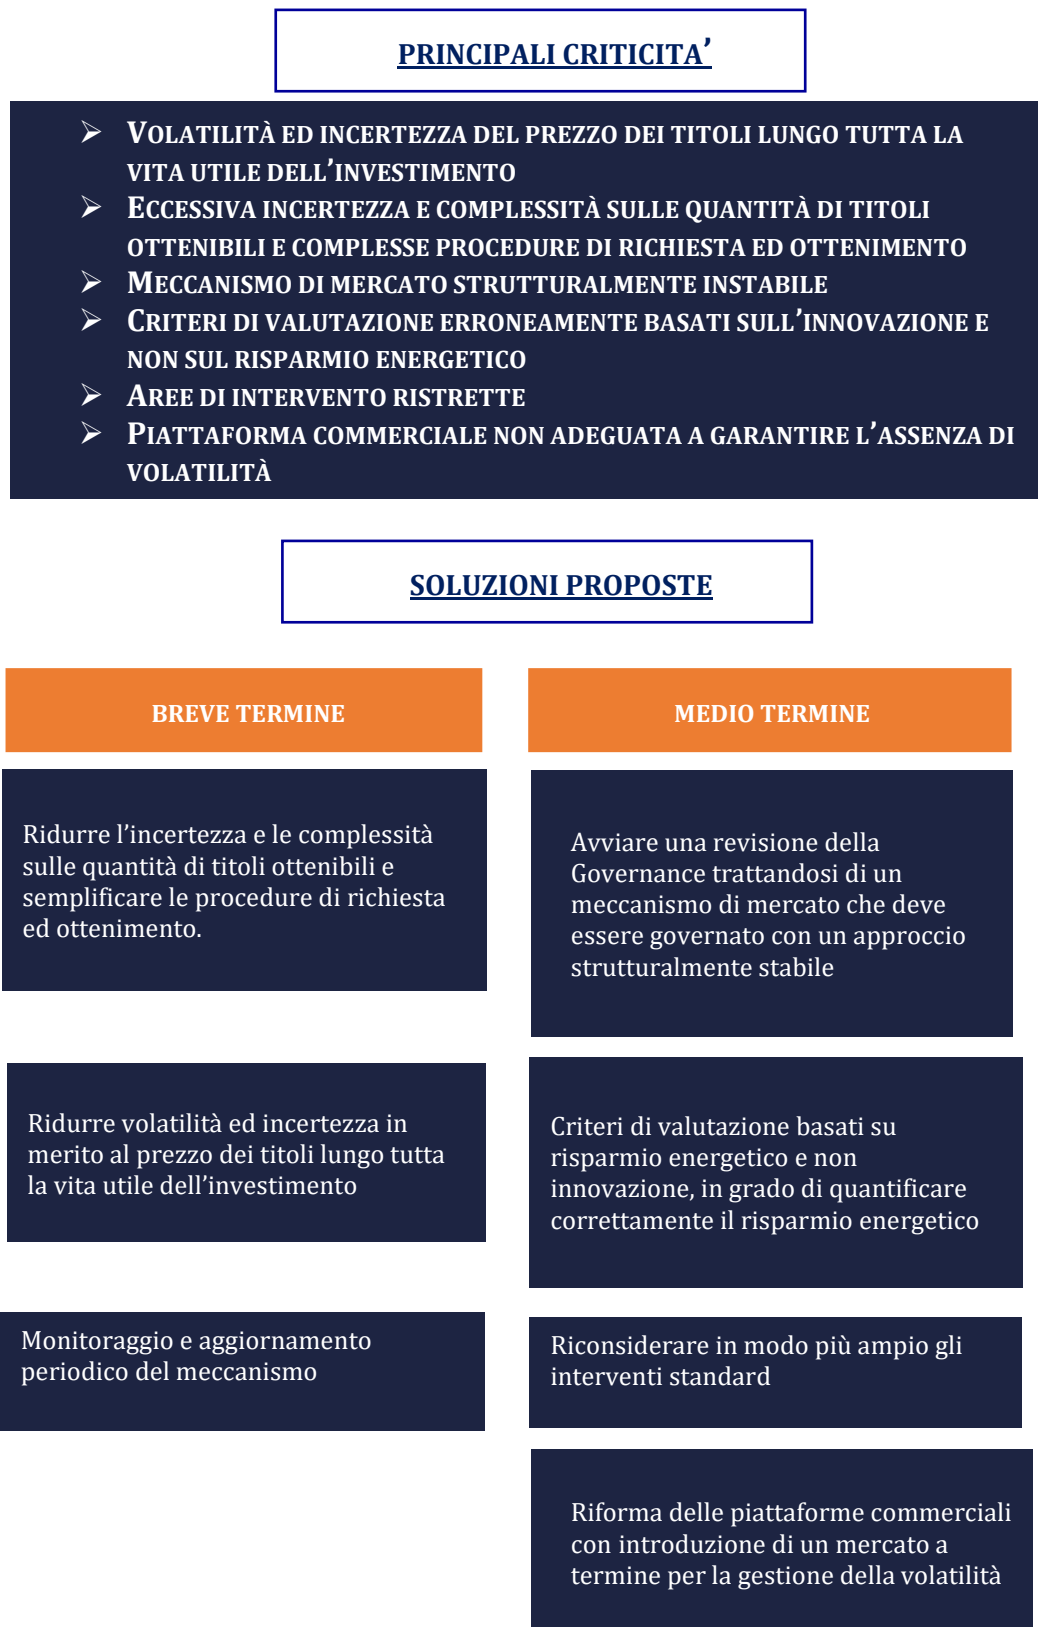 PRINCIPALI CRITICITA’
➢ VOLATILITÀ ED INCERTEZZA DEL PREZZO DEI TITOLI LUNGO TUTTA LA
VITA UTILE DELL’INVESTIMENTO
➢ ECCESSIVA INCERTEZZA E COMPLESSITÀ SULLE QUANTITÀ DI TITOLI
OTTENIBILI E COMPLESSE PROCEDURE DI RICHIESTA ED OTTENIMENTO
➢ MECCANISMO DI MERCATO STRUTTURALMENTE INSTABILE
➢ CRITERI DI VALUTAZIONE ERRONEAMENTE BASATI SULL’INNOVAZIONE E
NON SUL RISPARMIO ENERGETICO
➢ AREE DI INTERVENTO RISTRETTE
➢ PIATTAFORMA COMMERCIALE NON ADEGUATA A GARANTIRE L’ASSENZA DI
VOLATILITÀ
SOLUZIONI PROPOSTE
BREVE TERMINE
Ridurre l’incertezza e le complessità
sulle quantità di titoli ottenibili e
semplificare le procedure di richiesta
ed ottenimento.
Ridurre volatilità ed incertezza in
merito al prezzo dei titoli lungo tutta
la vita utile dell’investimento
Monitoraggio e aggiornamento
periodico del meccanismo
MEDIO TERMINE
Avviare una revisione della
Governance trattandosi di un
meccanismo di mercato che deve
essere governato con un approccio
strutturalmente stabile
Criteri di valutazione basati su
risparmio energetico e non
innovazione, in grado di quantificare
correttamente il risparmio energetico
Riconsiderare in modo più ampio gli
interventi standard
Riforma delle piattaforme commerciali
con introduzione di un mercato a
termine per la gestione della volatilità